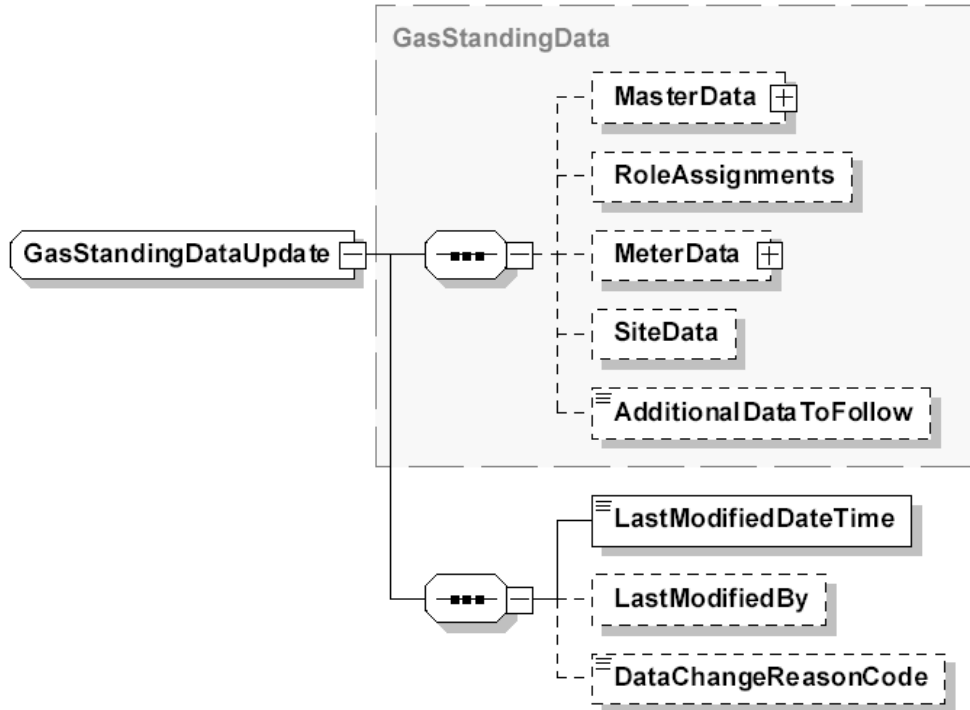 GasStandingData
MasterData
RoleAssignments
GasStandingDataUpdate
MeterData
SiteData
AdditionalDataToFollow
LastModifiedDateTime
LastModifiedBy
DataChangeReasonCode